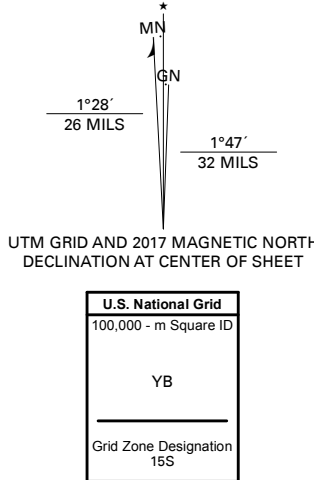 MN
GN
1°28´
26 MILS
1°47´
32 MILS
UTM GRID AND 2017 MAGNETIC NORTH
DECLINATION AT CENTER OF SHEET
U.S. National Grid
100,000 - m Square ID
YB
Grid Zone Designation
15S